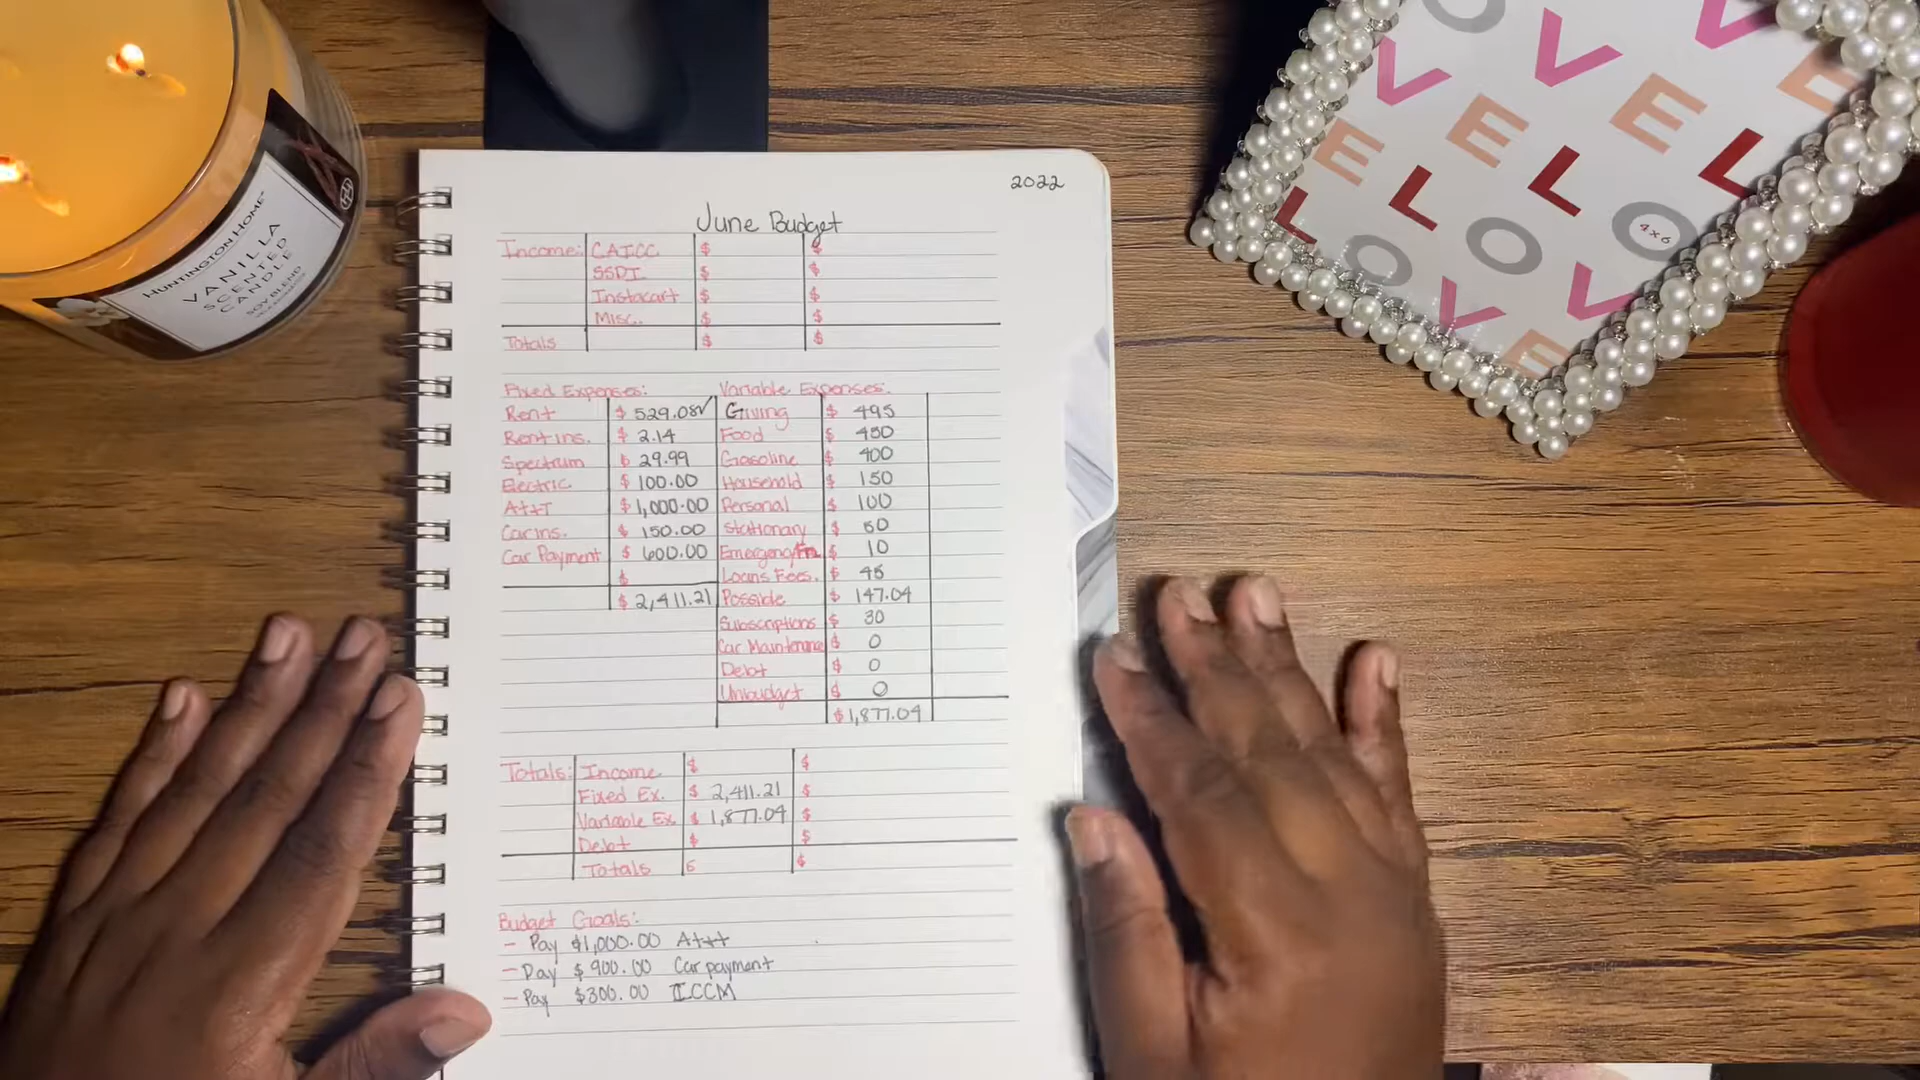 2022
June Budget
Income: CAICC $ $
SSDI $ $
Instacart $ $
Misc. $ $
Totals $ $
Fixed Expenses: Variable Expenses:
Rent $ 529.08✓ Giving $ 495
Rent ins. $ 2.14 Food $ 450
Spectrum $ 29.99 Gasoline $ 400
Electric $ 100.00 Household $ 150
At&T $ 1,000.00 Personal $ 100
Car ins. $ 150.00 Stationary $ 50
Car Payment $ 600.00 Emergency $ 10
$ Loans Fees. $ 45
$ 2,411.21 Possible $ 147.04
Subscriptions $ 30
Car Maintenance $ 0
Debt $ 0
Unbudget $ 0
$ 1,877.04
Totals: Income $ $
Fixed Ex. $ 2,411.21 $
Variable Ex. $ 1,877.04 $
Debt $ $
Totals $ $
Budget Goals:
- Pay $1,000.00 At&t
- Pay $900.00 Car payment
- Pay $300.00 ICCM
HUNTINGTON HOME
VANILLA
SCENTED
CANDLE
SOY BLEND
LOVE
LOVE
LOVE
4x6